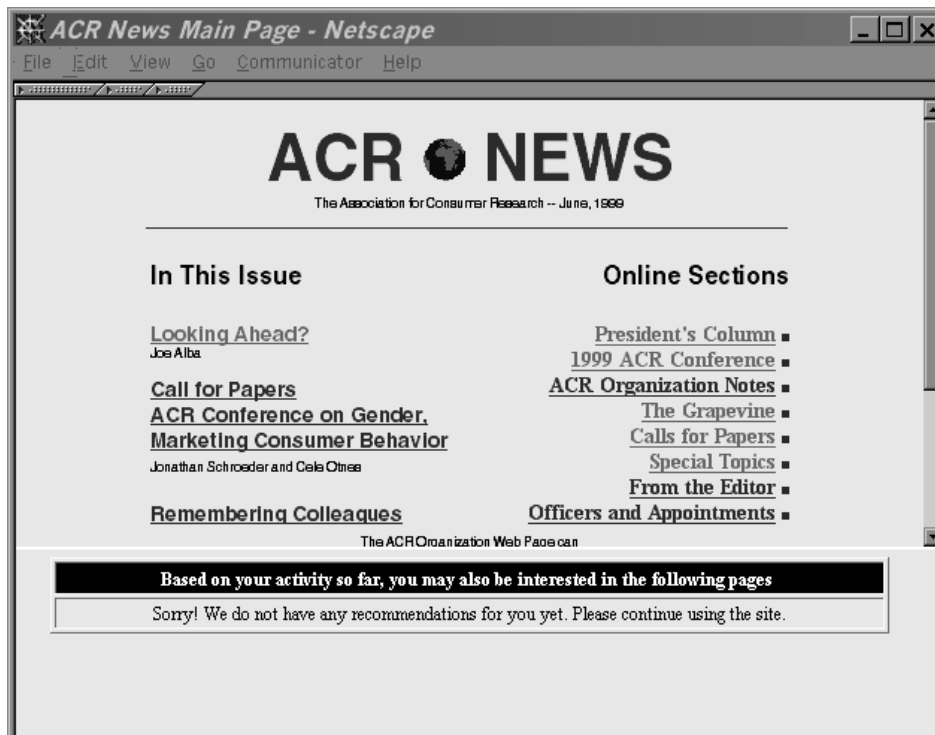 ACR News Main Page - Netscape
File Edit View Go Communicator Help
ACR NEWS
The Association for Consumer Research -- June, 1999
In This Issue
Looking Ahead?
Joe Alba
Call for Papers
ACR Conference on Gender,
Marketing Consumer Behavior
Jonathan Schroeder and Cele Otnes
Remembering Colleagues
Online Sections
President's Column
1999 ACR Conference
ACR Organization Notes
The Grapevine
Calls for Papers
Special Topics
From the Editor
Officers and Appointments
The ACR Organization Web Page can
Based on your activity so far, you may also be interested in the following pages
Sorry! We do not have any recommendations for you yet. Please continue using the site.